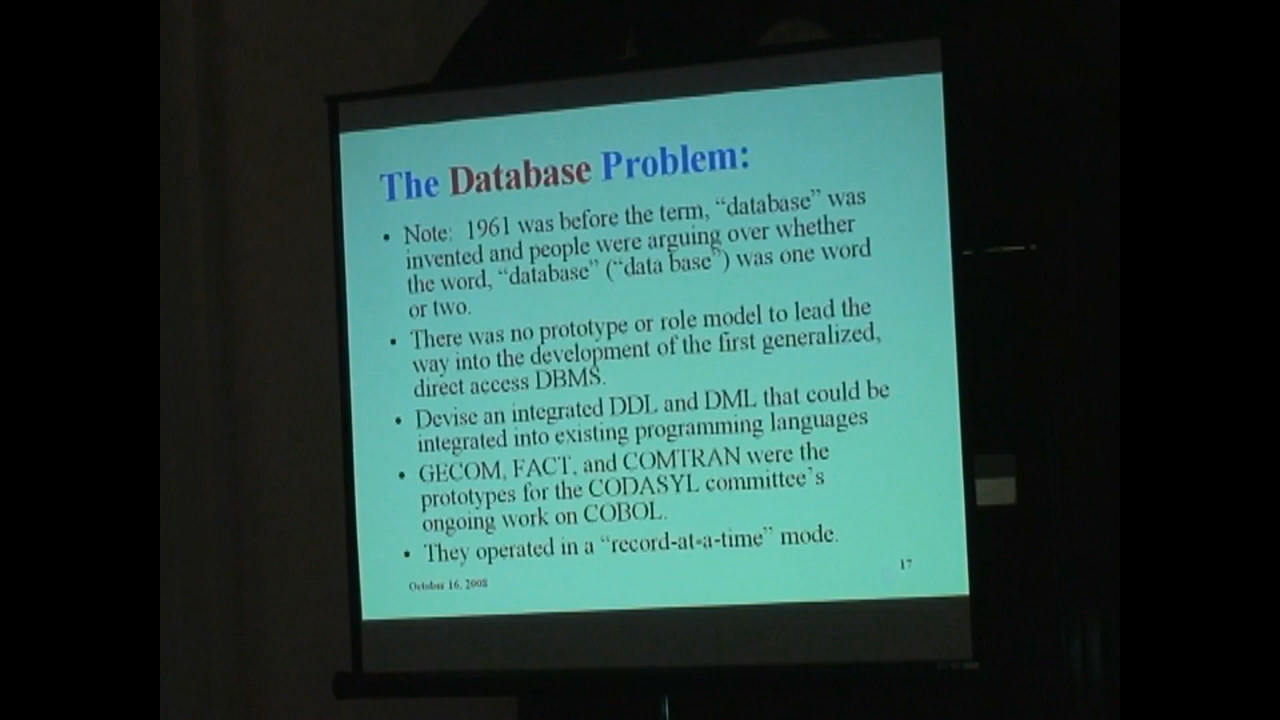 The Database Problem:
• Note: 1961 was before the term, “database” was
invented and people were arguing over whether
the word, “database” (“data base”) was one word
or two.
• There was no prototype or role model to lead the
way into the development of the first generalized,
direct access DBMS.
• Devise an integrated DDL and DML that could be
integrated into existing programming languages
• GECOM, FACT, and COMTRAN were the
prototypes for the CODASYL committee’s
ongoing work on COBOL.
• They operated in a “record-at-a-time” mode.
October 16, 2008
17